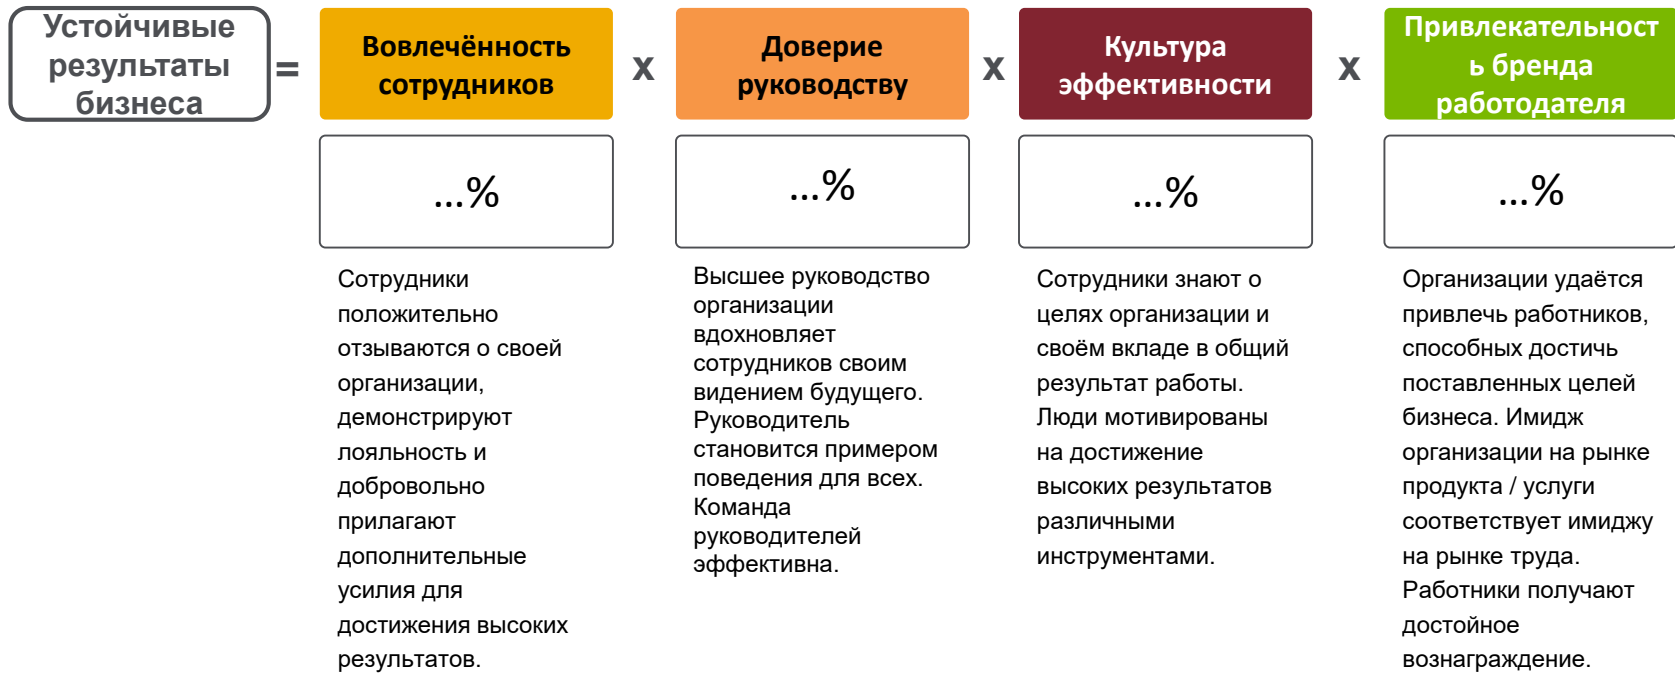 Устойчивые
результаты
бизнеса
=
Вовлечённость
сотрудников
x
Доверие
руководству
x
Культура
эффективности
x
Привлекательност
ь бренда
работодателя
...%
...%
...%
...%
Сотрудники
положительно
отзываются о своей
организации,
демонстрируют
лояльность и
добровольно
прилагают
дополнительные
усилия для
достижения высоких
результатов.
Высшее руководство
организации
вдохновляет
сотрудников своим
видением будущего.
Руководитель
становится примером
поведения для всех.
Команда
руководителей
эффективна.
Сотрудники знают о
целях организации и
своём вкладе в общий
результат работы.
Люди мотивированы
на достижение
высоких результатов
различными
инструментами.
Организации удаётся
привлечь работников,
способных достичь
поставленных целей
бизнеса. Имидж
организации на рынке
продукта / услуги
соответствует имиджу
на рынке труда.
Работники получают
достойное
вознаграждение.